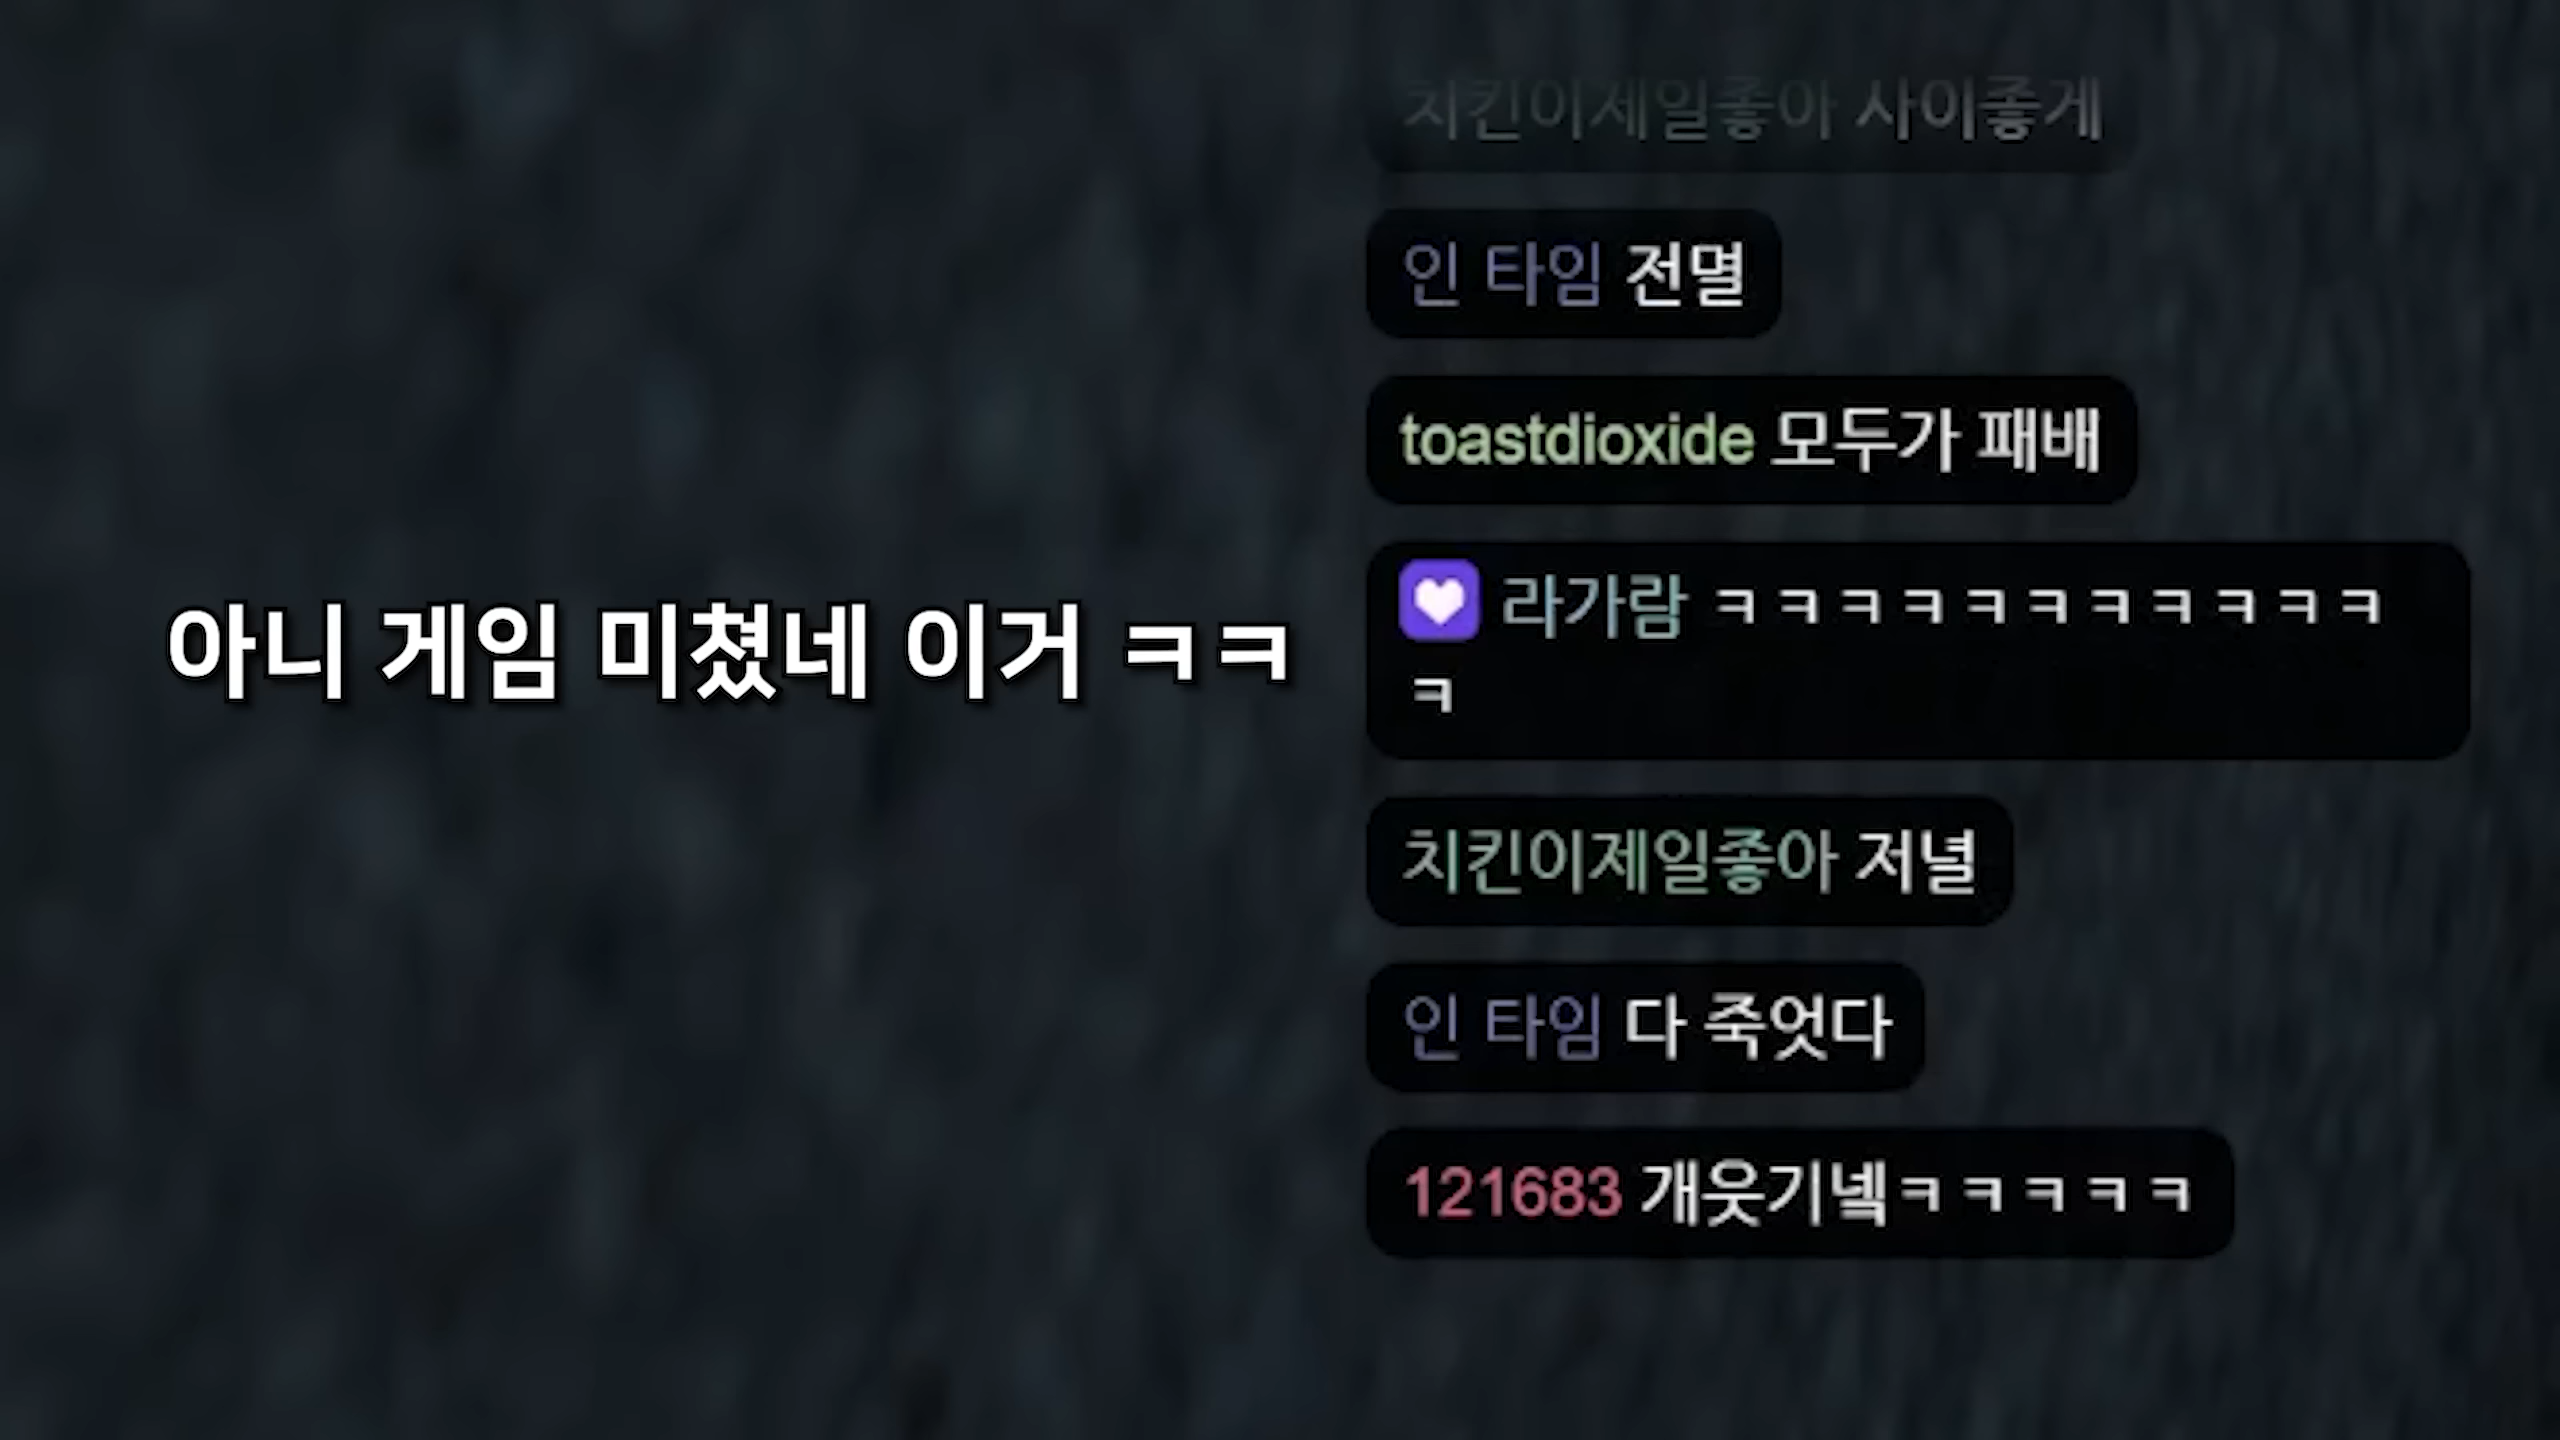 치킨이제일좋아 사이좋게
인 타임 전멸
toastdioxide 모두가 패배
아니 게임 미쳤네 이거 ㅋㅋ
라가람 ㅋㅋㅋㅋㅋㅋㅋㅋㅋㅋㅋ
ㅋ
치킨이제일좋아 저녈
인 타임 다 죽엇다
121683 개웃기넼ㅋㅋㅋㅋㅋ